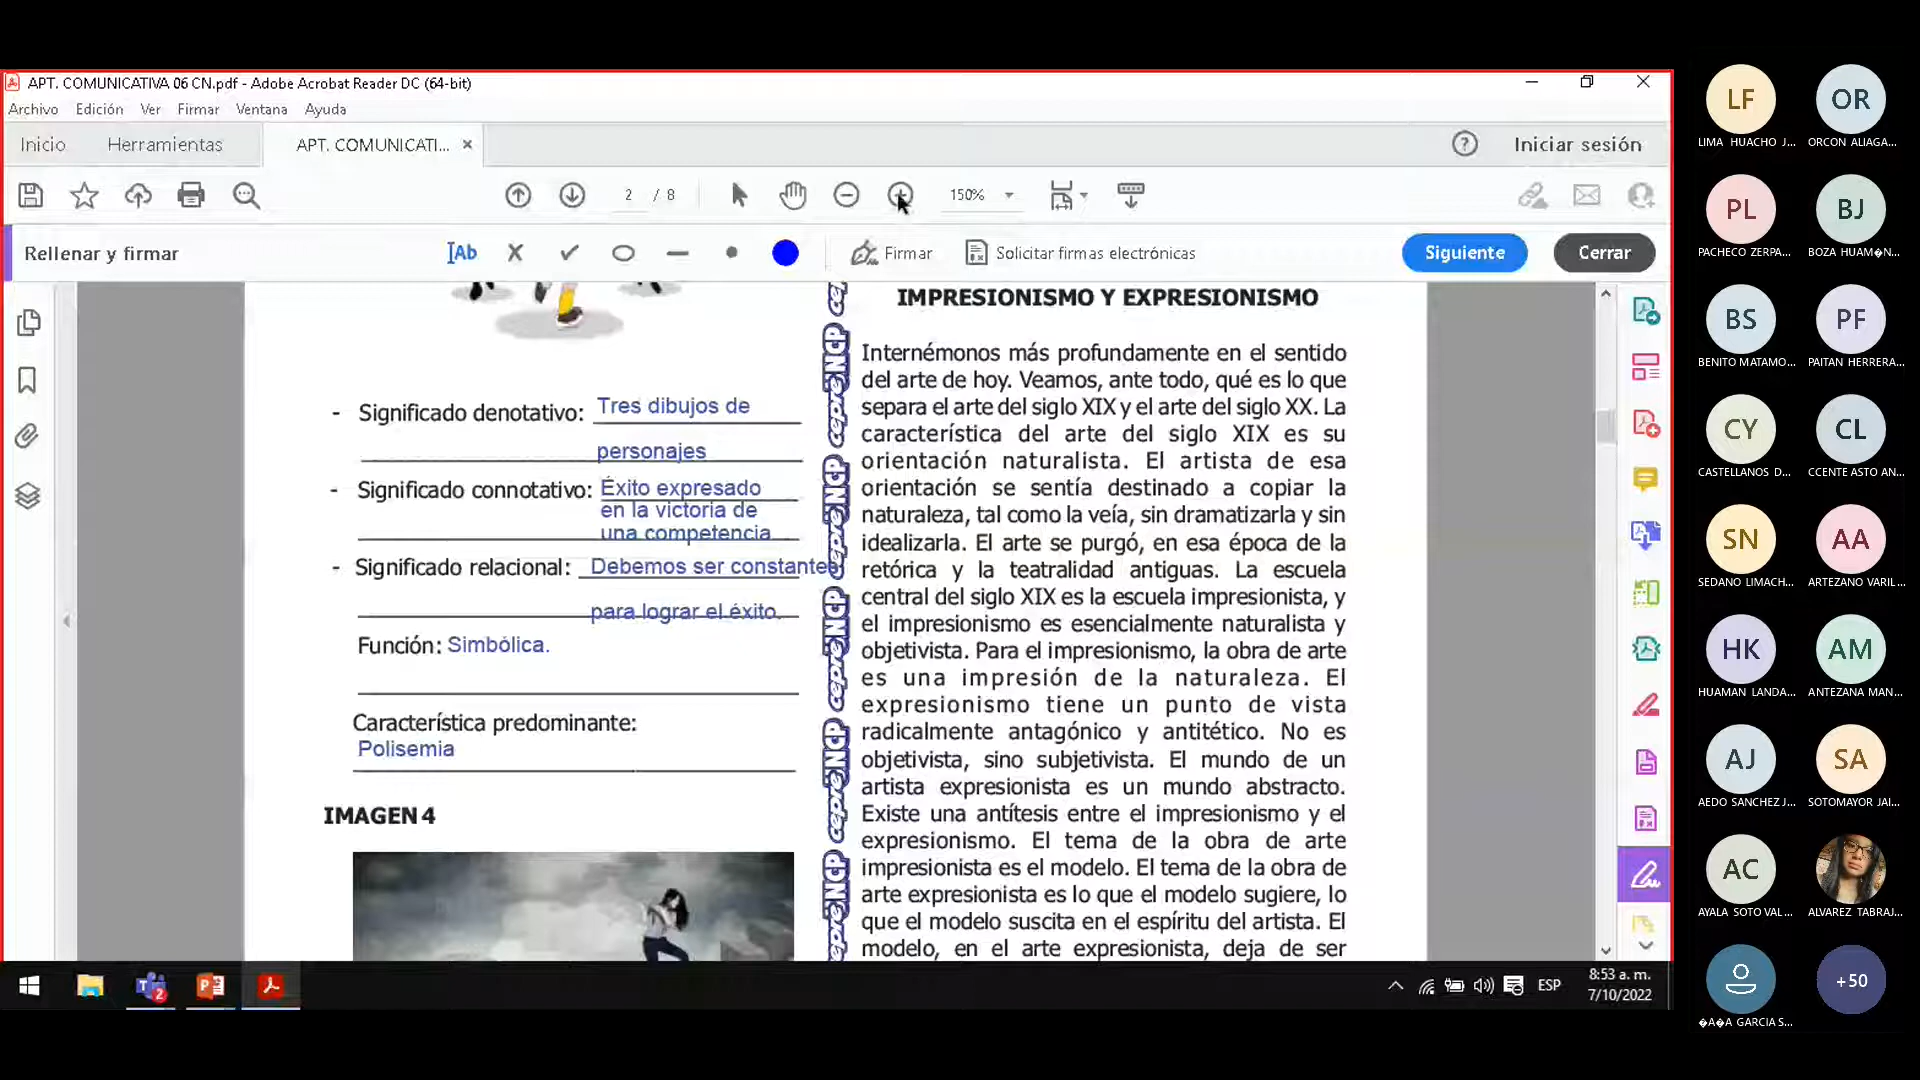 APT. COMUNICATIVA 06 CN.pdf - Adobe Acrobat Reader DC (64-bit)
Archivo Edición Ver Firmar Ventana Ayuda
Inicio Herramientas APT. COMUNICATI... × Iniciar sesión
2 / 8 150%
Rellenar y firmar Ab Firmar Solicitar firmas electrónicas Siguiente Cerrar
- Significado denotativo: Tres dibujos de
personajes
- Significado connotativo: Éxito expresado
en la victoria de
una competencia
- Significado relacional: Debemos ser constantes
para lograr el éxito.
Función: Simbólica.
Característica predominante:
Polisemia
IMAGEN 4
cepreUNCP cepreUNCP cepreUNCP cepreUNCP cepreUNCP
IMPRESIONISMO Y EXPRESIONISMO
Internémonos más profundamente en el sentido
del arte de hoy. Veamos, ante todo, qué es lo que
separa el arte del siglo XIX y el arte del siglo XX. La
característica del arte del siglo XIX es su
orientación naturalista. El artista de esa
orientación se sentía destinado a copiar la
naturaleza, tal como la veía, sin dramatizarla y sin
idealizarla. El arte se purgó, en esa época de la
retórica y la teatralidad antiguas. La escuela
central del siglo XIX es la escuela impresionista, y
el impresionismo es esencialmente naturalista y
objetivista. Para el impresionismo, la obra de arte
es una impresión de la naturaleza. El
expresionismo tiene un punto de vista
radicalmente antagónico y antitético. No es
objetivista, sino subjetivista. El mundo de un
artista expresionista es un mundo abstracto.
Existe una antítesis entre el impresionismo y el
expresionismo. El tema de la obra de arte
impresionista es el modelo. El tema de la obra de
arte expresionista es lo que el modelo sugiere, lo
que el modelo suscita en el espíritu del artista. El
modelo, en el arte expresionista, deja de ser
ESP
8:53 a. m.
7/10/2022
LF OR
LIMA HUACHO J... ORCON ALIAGA...
PL BJ
PACHECO ZERPA... BOZA HUAM�N...
BS PF
BENITO MATAMO... PAITAN HERRERA...
CY CL
CASTELLANOS D... CCENTE ASTO AN...
SN AA
SEDANO LIMACH... ARTEZANO VARIL...
HK AM
HUAMAN LANDA... ANTEZANA MAN...
AJ SA
AEDO SANCHEZ J... SOTOMAYOR JAI...
AC
AYALA SOTO VAL... ALVAREZ TABRAJ...
+50
�A�A GARCIA S...